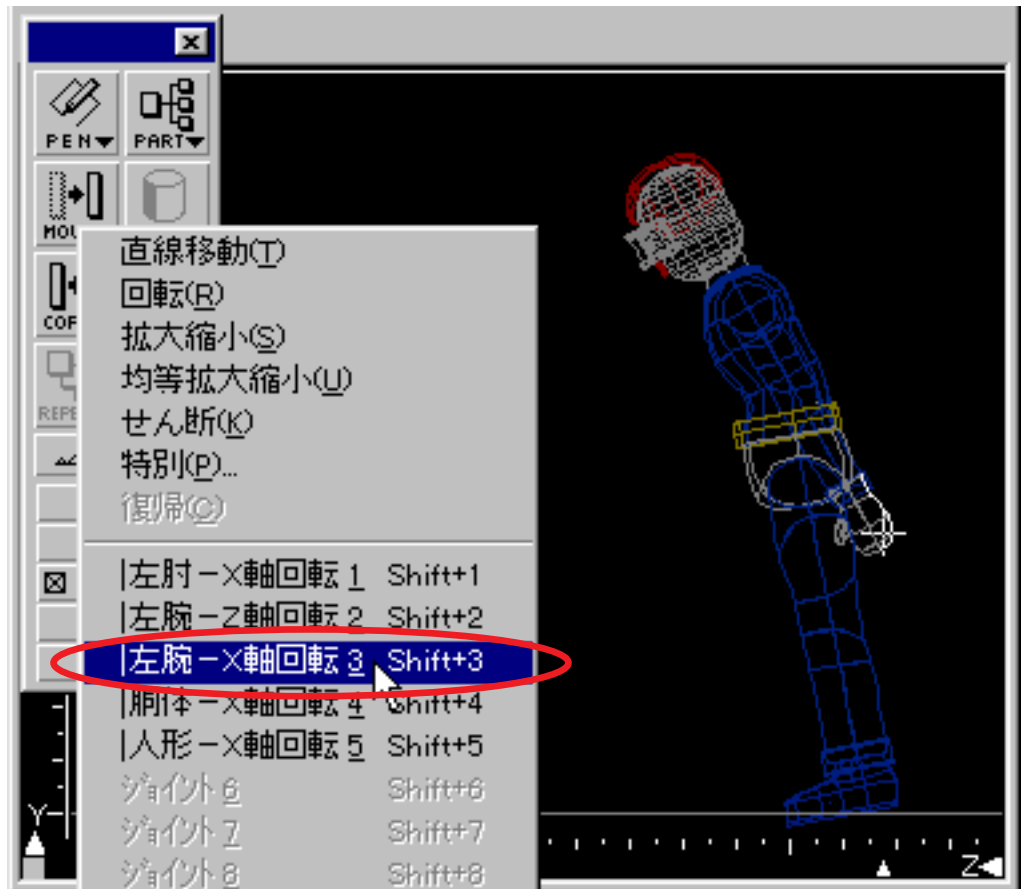 PEN▼
PART▼
直線移動(T)
回転(R)
拡大縮小(S)
均等拡大縮小(U)
せん断(K)
特別(P)...
復帰(C)
|左肘－X軸回転 1 Shift+1
|左腕－Z軸回転 2 Shift+2
|左腕－X軸回転 3 Shift+3
|胴体－X軸回転 4 Shift+4
|人形－X軸回転 5 Shift+5
ジョイント 6 Shift+6
ジョイント 7 Shift+7
ジョイント 8 Shift+8
Y
Z